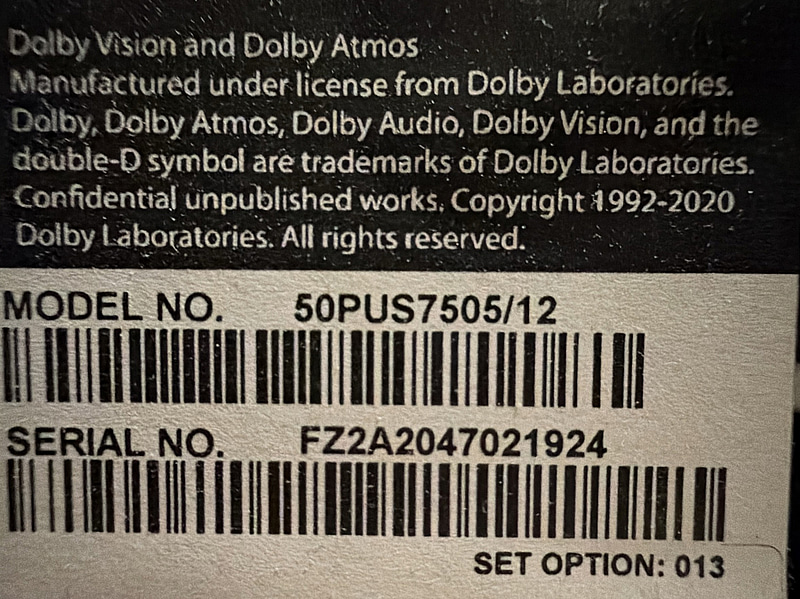 Dolby Vision and Dolby Atmos
Manufactured under license from Dolby Laboratories.
Dolby, Dolby Atmos, Dolby Audio, Dolby Vision, and the
double-D symbol are trademarks of Dolby Laboratories.
Confidential unpublished works. Copyright 1992-2020
Dolby Laboratories. All rights reserved.
MODEL NO. 50PUS7505/12
SERIAL NO. FZ2A2047021924
SET OPTION: 013